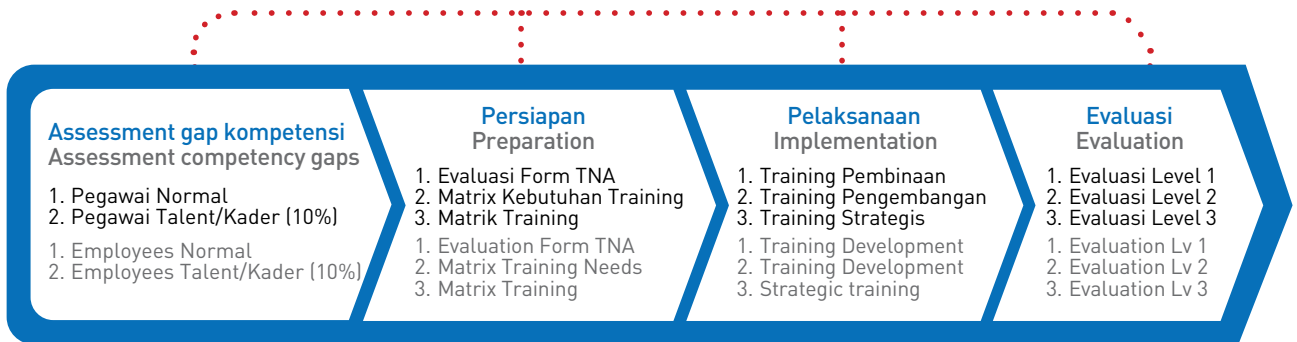 Assessment gap kompetensi
Assessment competency gaps
1. Pegawai Normal
2. Pegawai Talent/Kader (10%)
1. Employees Normal
2. Employees Talent/Kader (10%)
Persiapan
Preparation
1. Evaluasi Form TNA
2. Matrix Kebutuhan Training
3. Matrik Training
1. Evaluation Form TNA
2. Matrix Training Needs
3. Matrix Training
Pelaksanaan
Implementation
1. Training Pembinaan
2. Training Pengembangan
3. Training Strategis
1. Training Development
2. Training Development
3. Strategic training
Evaluasi
Evaluation
1. Evaluasi Level 1
2. Evaluasi Level 2
3. Evaluasi Level 3
1. Evaluation Lv 1
2. Evaluation Lv 2
3. Evaluation Lv 3